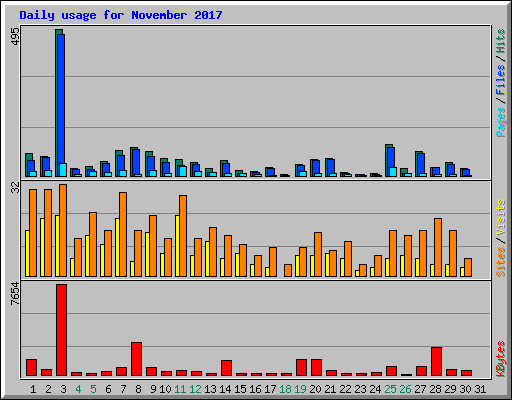 Daily usage for November 2017
495
Pages / Files / Hits
32
Sites / Visits
7654
KBytes
1 2 3 4 5 6 7 8 9 10 11 12 13 14 15 16 17 18 19 20 21 22 23 24 25 26 27 28 29 30 31